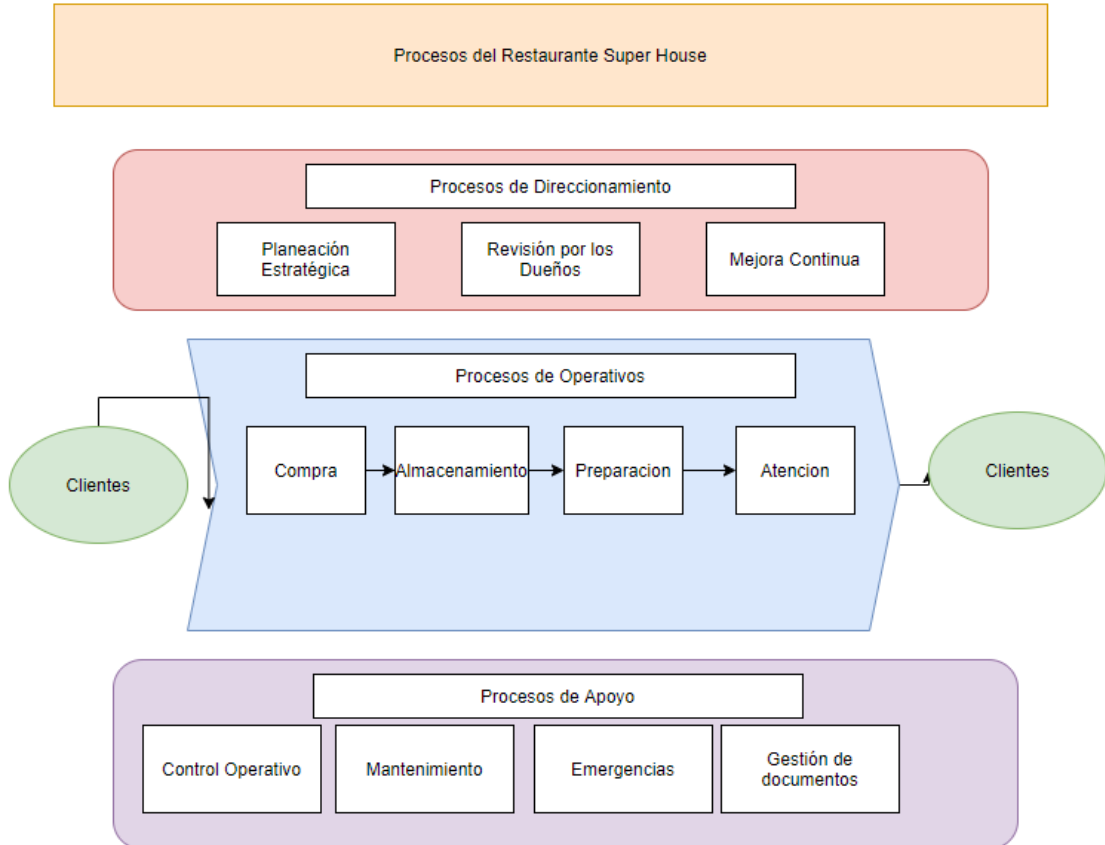 Procesos del Restaurante Super House
Procesos de Direccionamiento
Planeación
Estratégica
Revisión por los
Dueños
Mejora Continua
Procesos de Operativos
Clientes
Compra
Almacenamiento
Preparacion
Atencion
Clientes
Procesos de Apoyo
Control Operativo
Mantenimiento
Emergencias
Gestión de
documentos